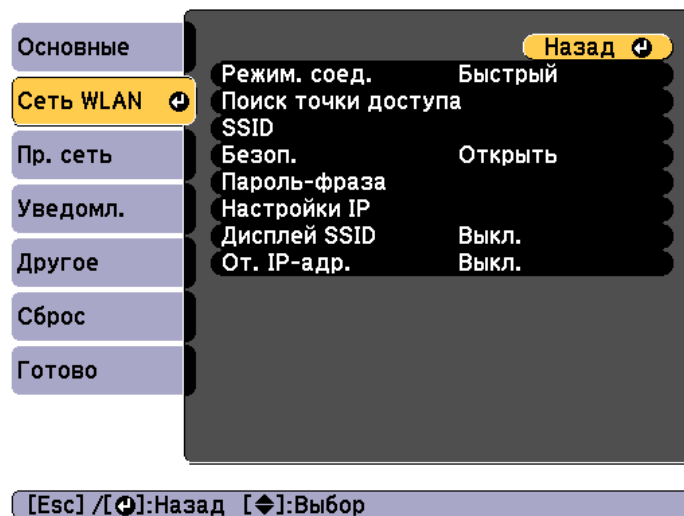 Основные
Сеть WLAN
Пр. сеть
Уведомл.
Другое
Сброс
Готово
Назад
Режим. соед. Быстрый
Поиск точки доступа
SSID
Безоп. Открыть
Пароль-фраза
Настройки IP
Дисплей SSID Выкл.
От. IP-адр. Выкл.
[Esc] /[⏎]:Назад [◆]:Выбор